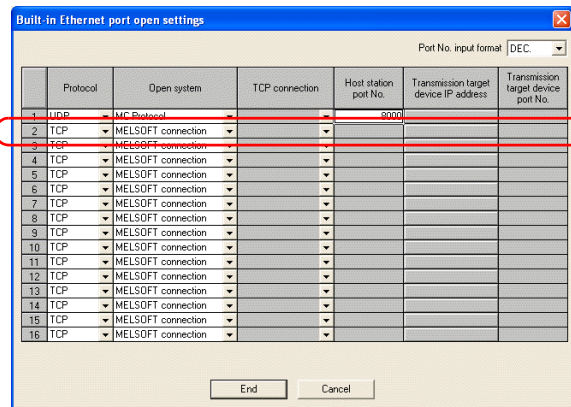 Built-in Ethernet port open settings
Port No. input format DEC.
Protocol Open system TCP connection Host station port No. Transmission target device IP address Transmission target device port No.
1 UDP MC Protocol 8000
2 TCP MELSOFT connection
3 TCP MELSOFT connection
4 TCP MELSOFT connection
5 TCP MELSOFT connection
6 TCP MELSOFT connection
7 TCP MELSOFT connection
8 TCP MELSOFT connection
9 TCP MELSOFT connection
10 TCP MELSOFT connection
11 TCP MELSOFT connection
12 TCP MELSOFT connection
13 TCP MELSOFT connection
14 TCP MELSOFT connection
15 TCP MELSOFT connection
16 TCP MELSOFT connection
End Cancel